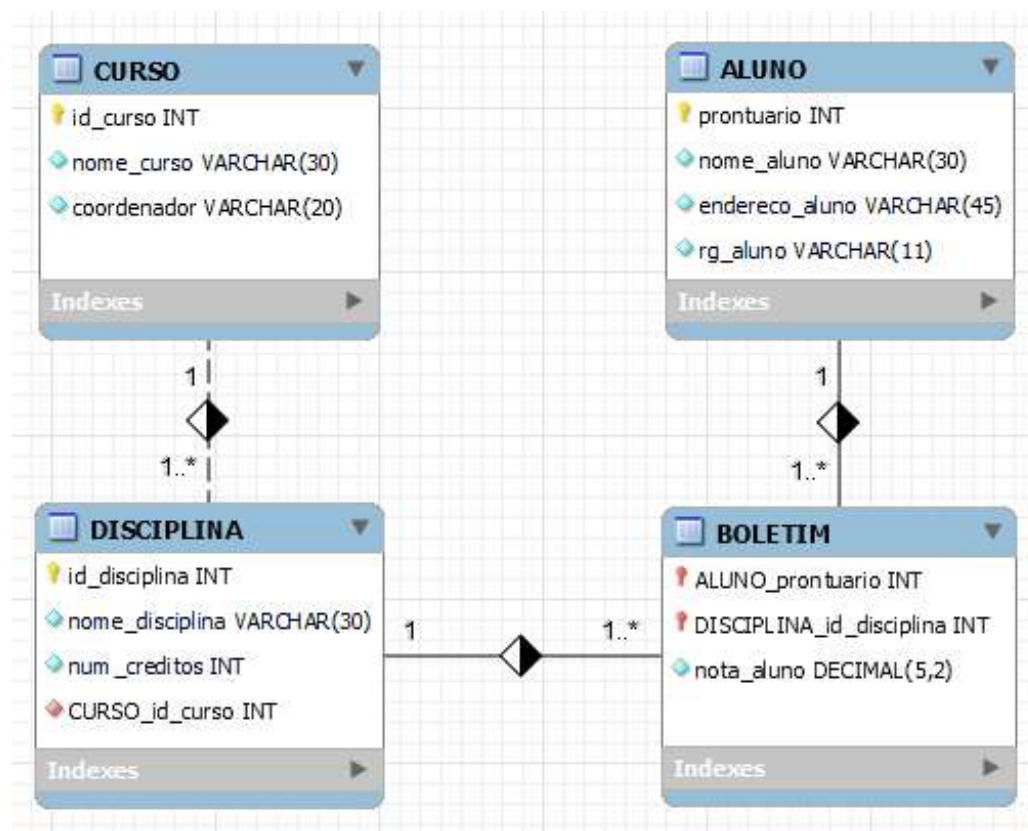 CURSO
id_curso INT
nome_curso VARCHAR(30)
coordenador VARCHAR(20)
Indexes
ALUNO
prontuario INT
nome_aluno VARCHAR(30)
endereco_aluno VARCHAR(45)
rg_aluno VARCHAR(11)
Indexes
1
1..*
1
1..*
DISCIPLINA
id_disciplina INT
nome_disciplina VARCHAR(30)
num_creditos INT
CURSO_id_curso INT
Indexes
1
1..*
BOLETIM
ALUNO_prontuario INT
DISCIPLINA_id_disciplina INT
nota_aluno DECIMAL(5,2)
Indexes